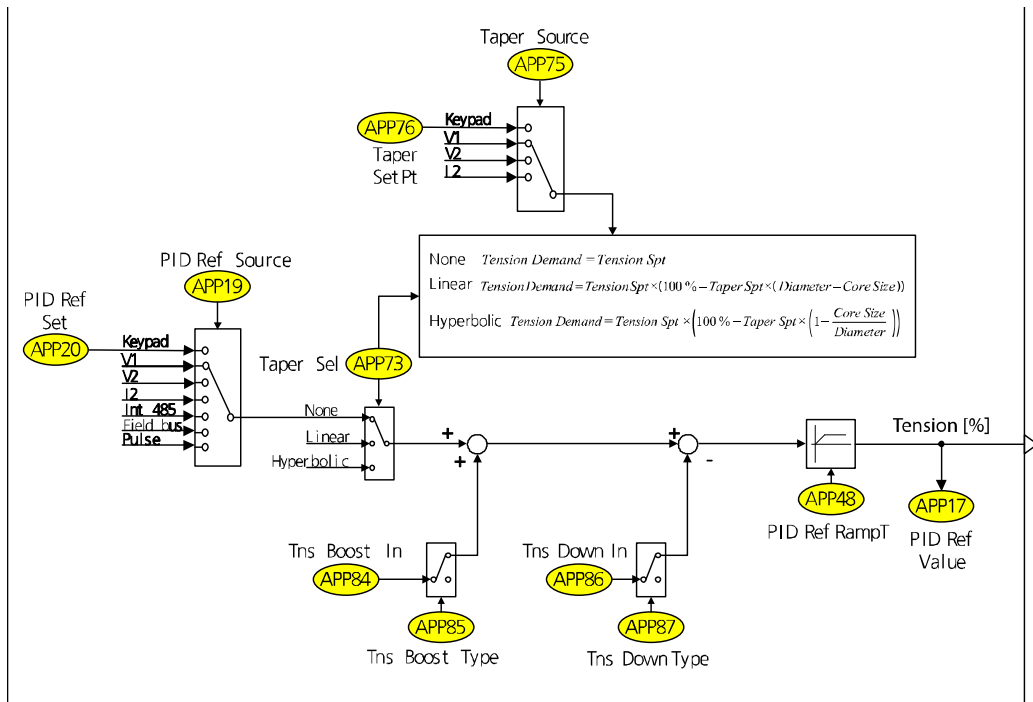 Taper Source
APP75
APP76
Keypad
V1
V2
I2
Taper
Set Pt
None Tension Demand = Tension Spt
Linear Tension Demand = Tension Spt × (100 % − Taper Spt × ( Diameter − Core Size))
Hyperbolic Tension Demand = Tension Spt × (100 % − Taper Spt × (1 − Core Size / Diameter))
PID Ref Source
APP19
PID Ref
Set
APP20
Keypad
V1
V2
I2
Int 485
Field bus
Pulse
Taper Sel
APP73
None
Linear
Hyperbolic
+
+
+
-
Tension [%]
APP48
PID Ref RampT
APP17
PID Ref
Value
Tns Boost In
APP84
APP85
Tns Boost Type
Tns Down In
APP86
APP87
Tns Down Type